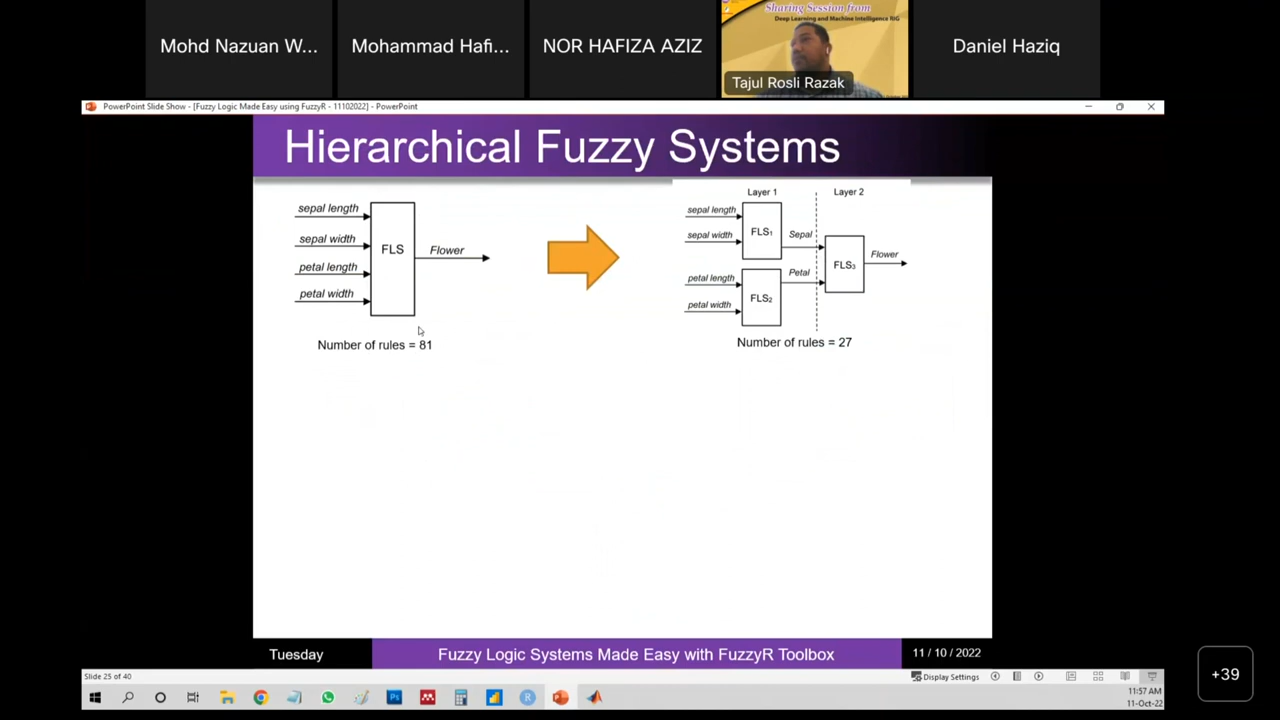 Mohd Nazuan W...
Mohammad Hafi...
NOR HAFIZA AZIZ
Sharing Session from
Deep Learning and Machine Intelligence RIG
Tajul Rosli Razak
Daniel Haziq
PowerPoint Slide Show - [Fuzzy Logic Made Easy using FuzzyR - 11102022] - PowerPoint
Hierarchical Fuzzy Systems
sepal length
sepal width
petal length
petal width
FLS
Flower
Number of rules = 81
Layer 1
Layer 2
sepal length
sepal width
FLS1
Sepal
petal length
petal width
FLS2
Petal
FLS3
Flower
Number of rules = 27
Tuesday
Fuzzy Logic Systems Made Easy with FuzzyR Toolbox
11 / 10 / 2022
Slide 25 of 40
Display Settings
11:57 AM
11-Oct-22
+39